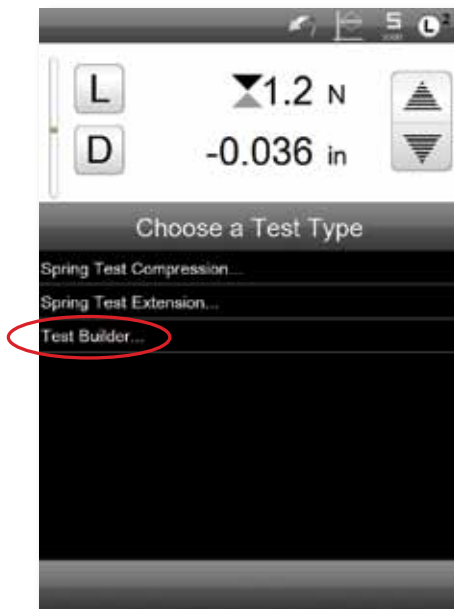 L 1.2 N
D -0.036 in
Choose a Test Type
Spring Test Compression...
Spring Test Extension...
Test Builder...